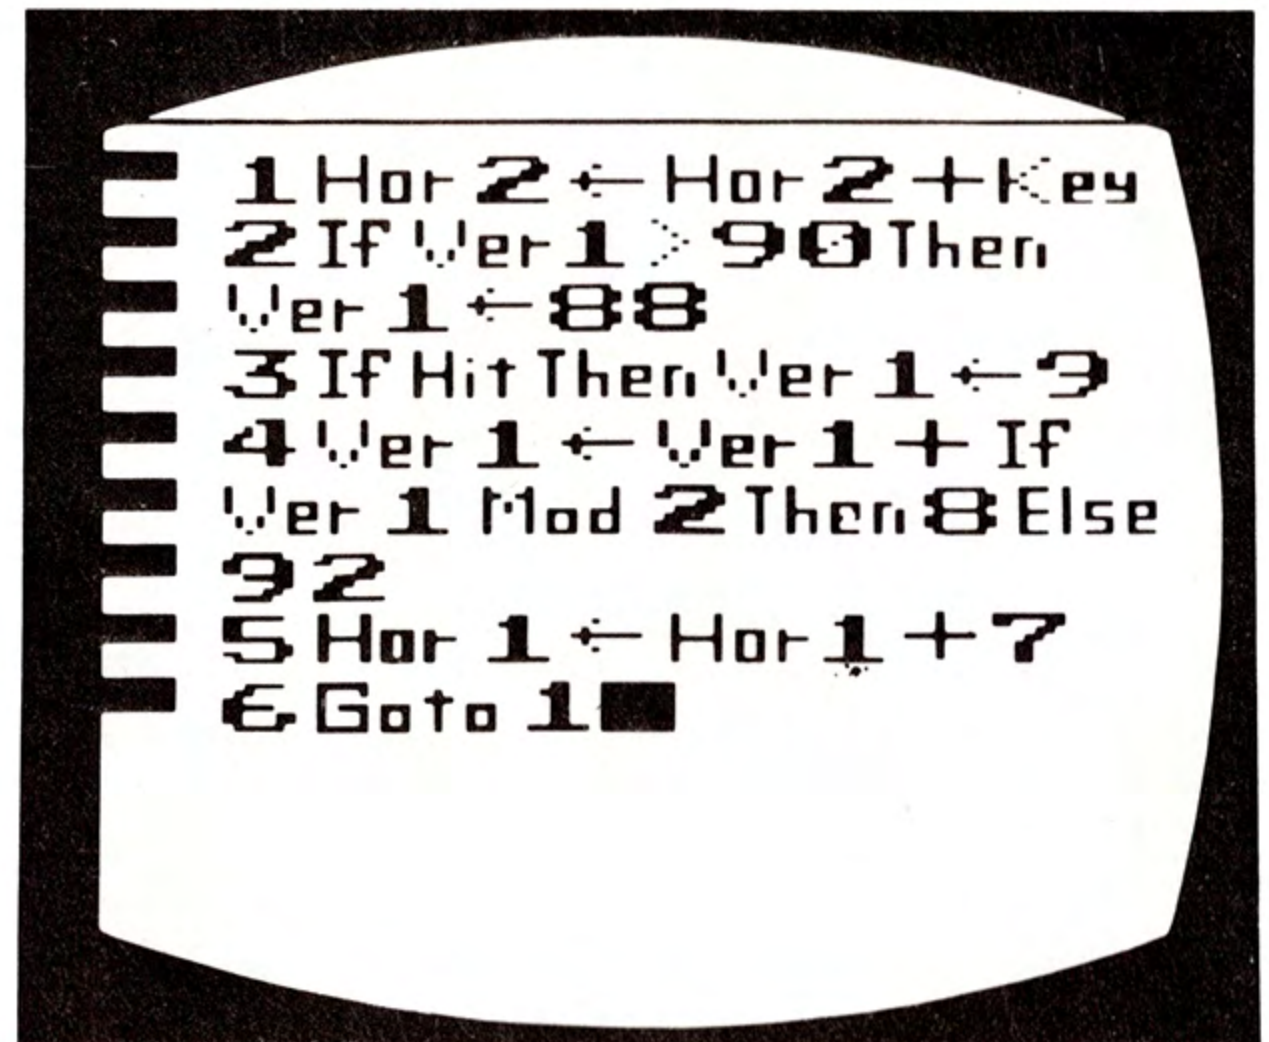 1 Hor 2 ← Hor 2 + Key
2 If Ver 1 > 90 Then
Ver 1 ← 88
3 If Hit Then Ver 1 ← 9
4 Ver 1 ← Ver 1 + If
Ver 1 Mod 2 Then 8 Else
92
5 Hor 1 ← Hor 1 + 7
6 Goto 1